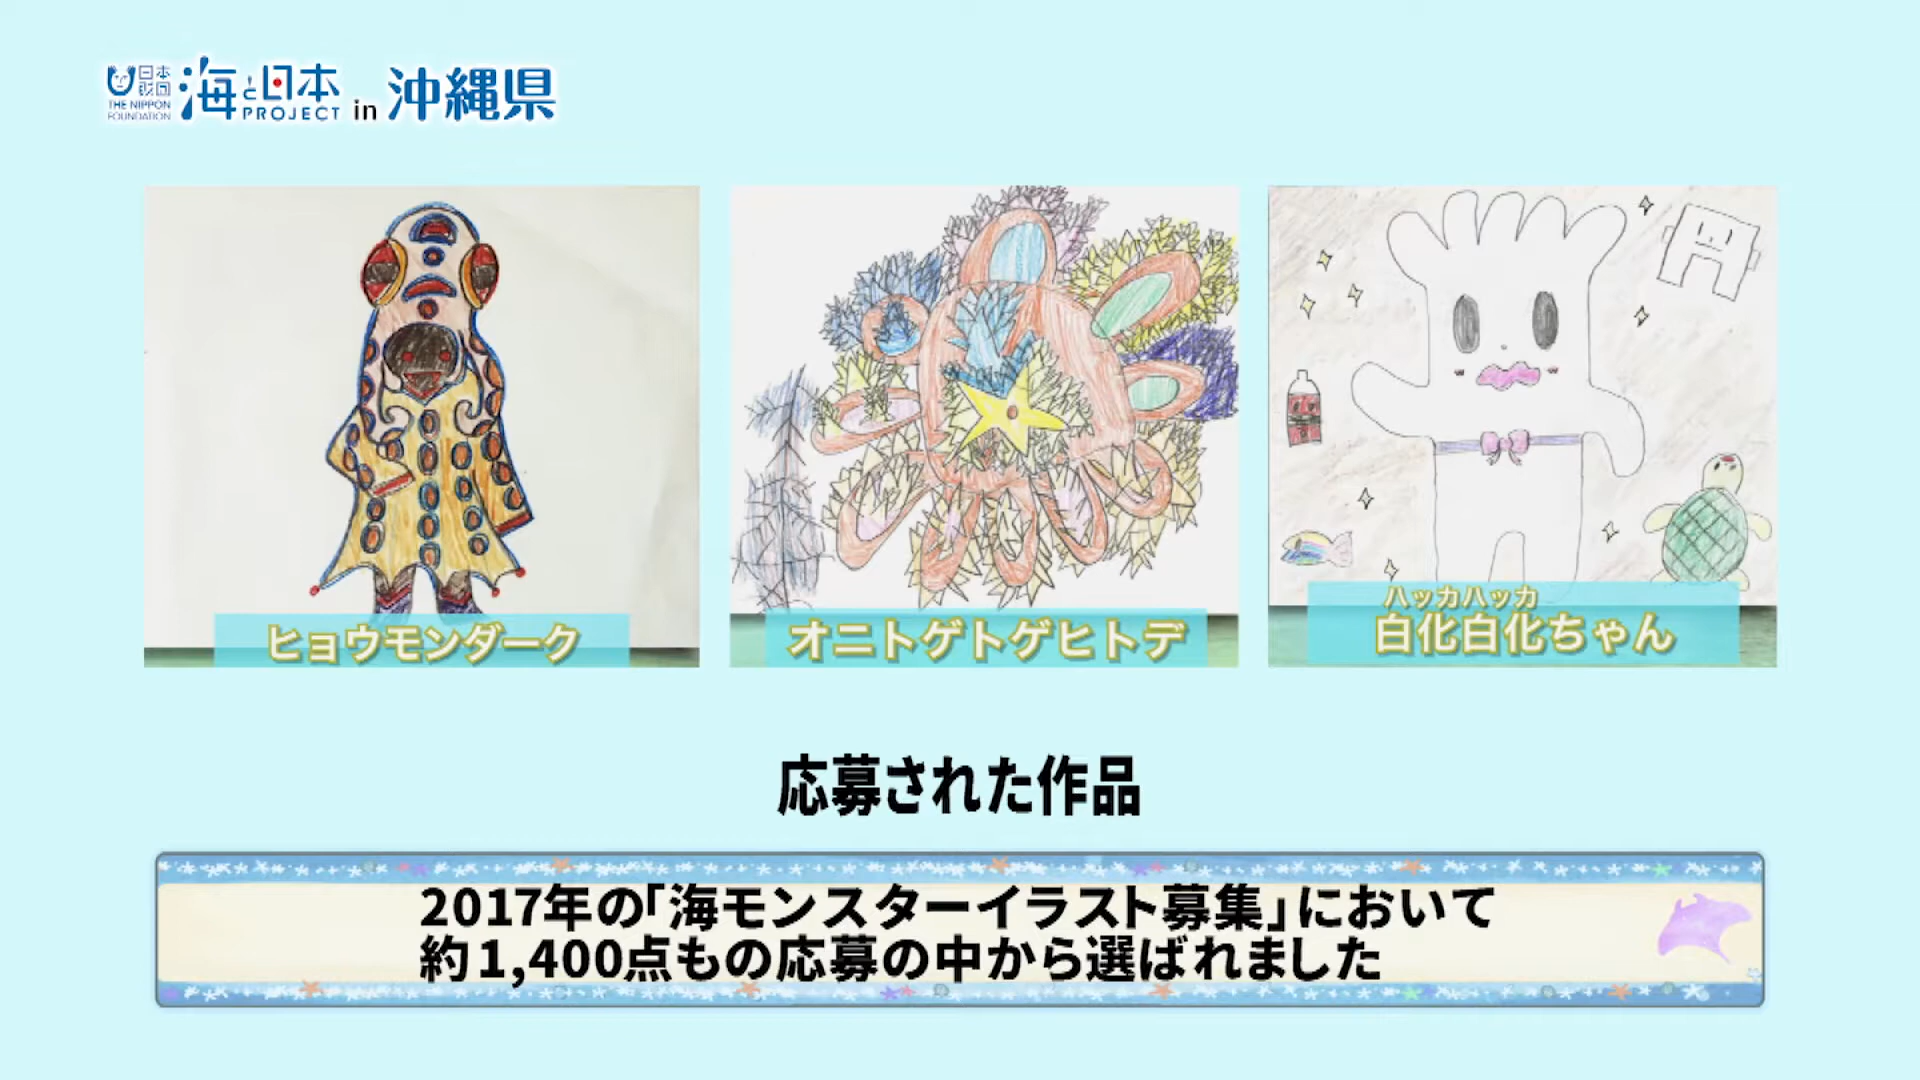 日本財団
THE NIPPON FOUNDATION
海と日本 PROJECT in 沖縄県
ヒョウモンダーク
オニトゲトゲヒトデ
ハッカハッカ
白化白化ちゃん
応募された作品
2017年の「海モンスターイラスト募集」において
約1,400点もの応募の中から選ばれました